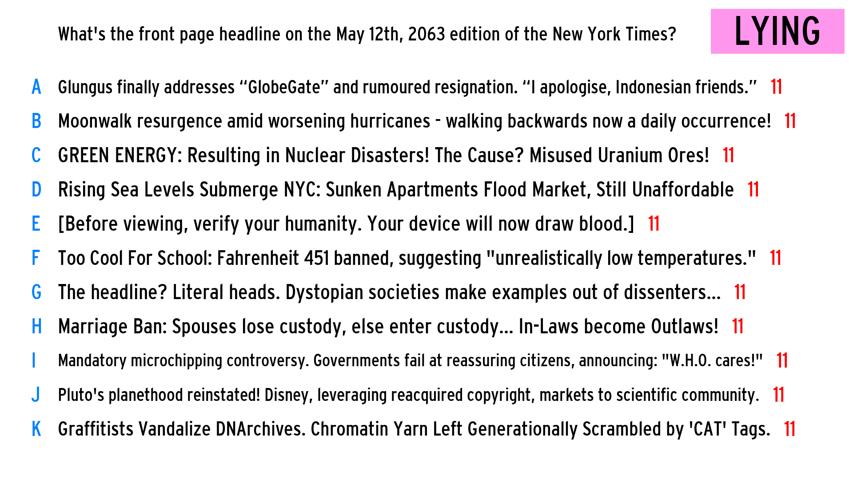 What's the front page headline on the May 12th, 2063 edition of the New York Times?
LYING
A Glungus finally addresses “GlobeGate” and rumoured resignation. “I apologise, Indonesian friends.” 11
B Moonwalk resurgence amid worsening hurricanes - walking backwards now a daily occurrence! 11
C GREEN ENERGY: Resulting in Nuclear Disasters! The Cause? Misused Uranium Ores! 11
D Rising Sea Levels Submerge NYC: Sunken Apartments Flood Market, Still Unaffordable 11
E [Before viewing, verify your humanity. Your device will now draw blood.] 11
F Too Cool For School: Fahrenheit 451 banned, suggesting "unrealistically low temperatures." 11
G The headline? Literal heads. Dystopian societies make examples out of dissenters... 11
H Marriage Ban: Spouses lose custody, else enter custody... In-Laws become Outlaws! 11
I Mandatory microchipping controversy. Governments fail at reassuring citizens, announcing: "W.H.O. cares!" 11
J Pluto's planethood reinstated! Disney, leveraging reacquired copyright, markets to scientific community. 11
K Graffitists Vandalize DNArchives. Chromatin Yarn Left Generationally Scrambled by 'CAT' Tags. 11